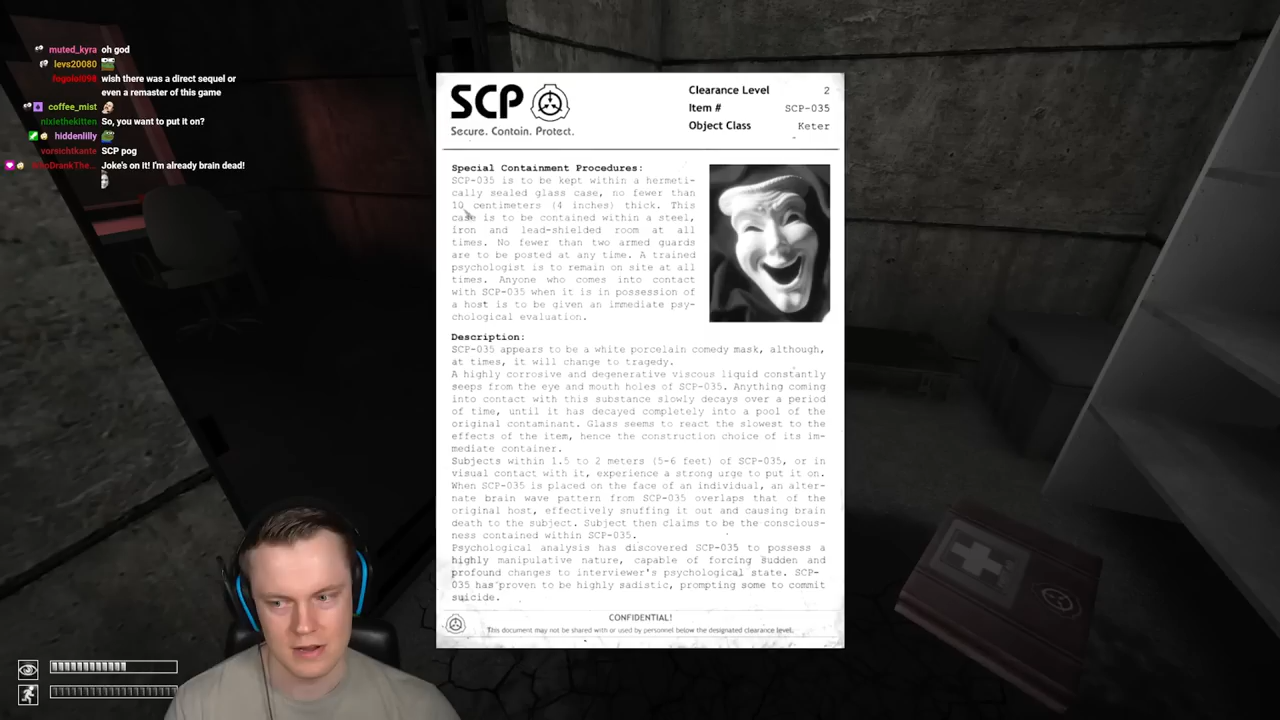 muted_kyra oh god
levs20080
wish there was a direct sequel or
even a remaster of this game
coffee_mist
nixiethekitten So, you want to put it on?
hiddenlilly
vorsichtkante SCP pog
Joke's on It! I'm already brain dead!
SCP
Secure. Contain. Protect.
Clearance Level 2
Item # SCP-035
Object Class Keter
Special Containment Procedures:
SCP-035 is to be kept within a hermeti-
cally sealed glass case, no fewer than
10 centimeters (4 inches) thick. This
case is to be contained within a steel,
iron and lead-shielded room at all
times. No fewer than two armed guards
are to be posted at any time. A trained
psychologist is to remain on site at all
times. Anyone who comes into contact
with SCP-035 when it is in possession of
a host is to be given an immediate psy-
chological evaluation.
Description:
SCP-035 appears to be a white porcelain comedy mask, although,
at times, it will change to tragedy.
A highly corrosive and degenerative viscous liquid constantly
seeps from the eye and mouth holes of SCP-035. Anything coming
into contact with this substance slowly decays over a period
of time, until it has decayed completely into a pool of the
original contaminant. Glass seems to react the slowest to the
effects of the item, hence the construction choice of its im-
mediate container.
Subjects within 1.5 to 2 meters (5-6 feet) of SCP-035, or in
visual contact with it, experience a strong urge to put it on.
When SCP-035 is placed on the face of an individual, an alter-
nate brain wave pattern from SCP-035 overlaps that of the
original host, effectively snuffing it out and causing brain
death to the subject. Subject then claims to be the conscious-
ness contained within SCP-035.
Psychological analysis has discovered SCP-035 to possess a
highly manipulative nature, capable of forcing sudden and
profound changes to interviewer's psychological state. SCP-
035 has proven to be highly sadistic, prompting some to commit
suicide.
CONFIDENTIAL!
This document may not be shared with or used by personnel below the designated clearance level.